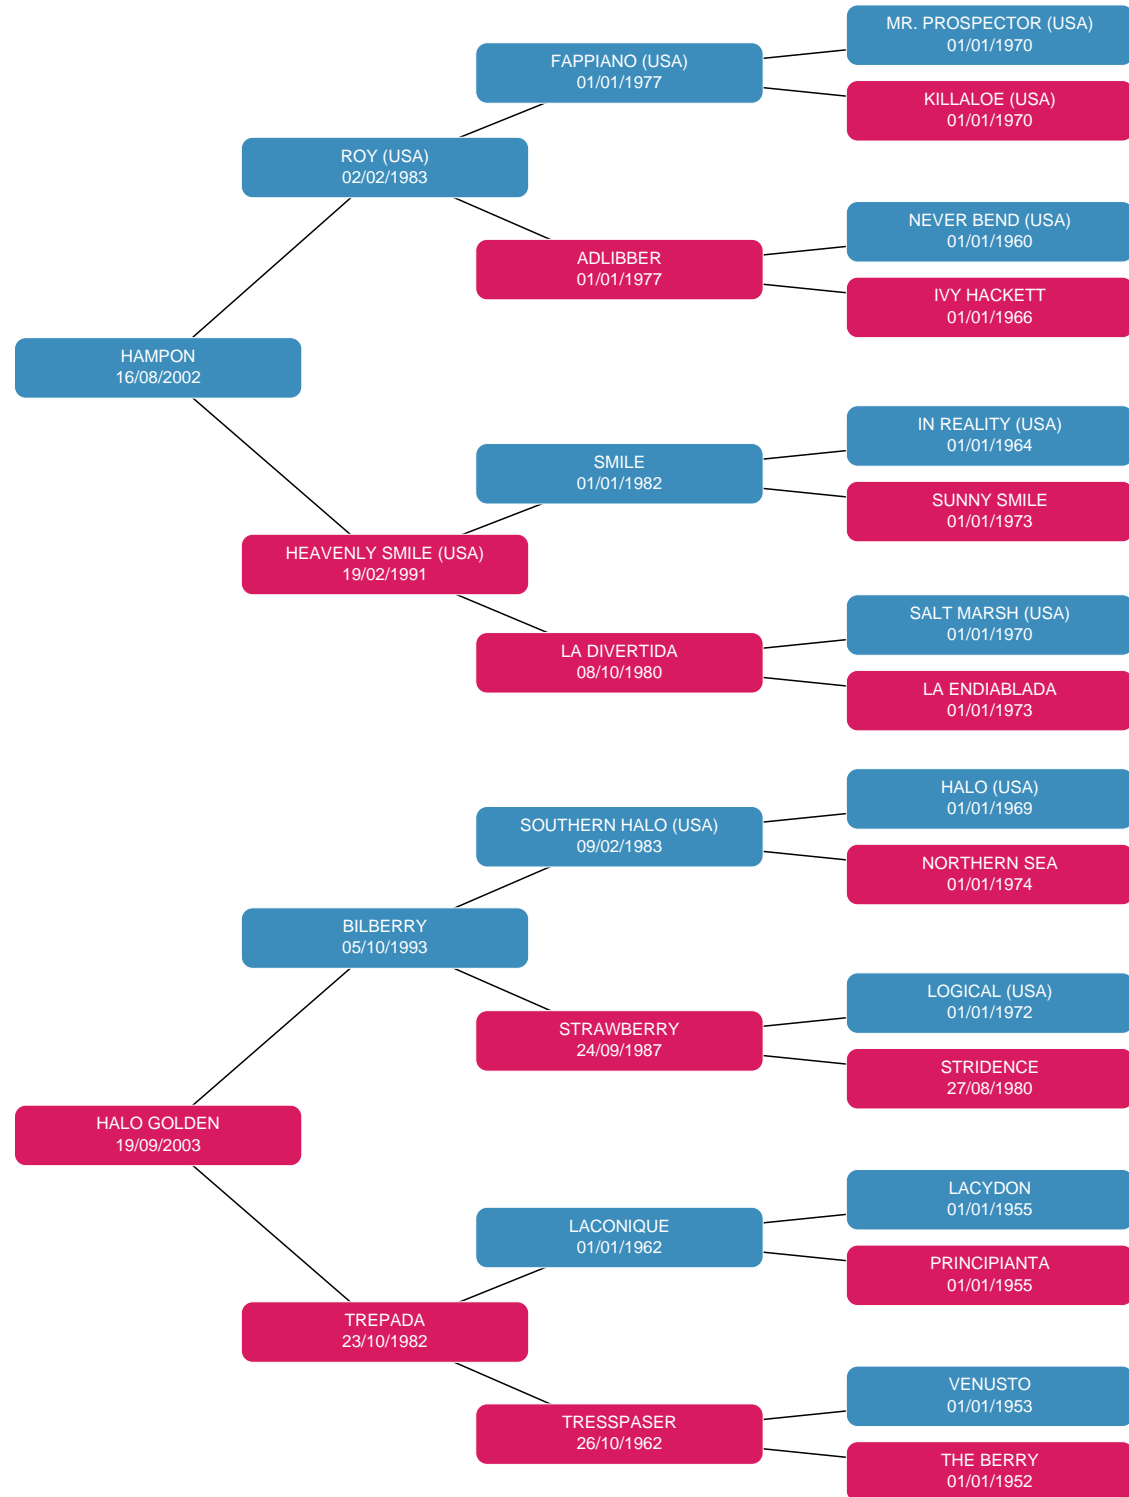 MR. PROSPECTOR (USA)
01/01/1970
FAPPIANO (USA)
01/01/1977
KILLALOE (USA)
01/01/1970
ROY (USA)
02/02/1983
NEVER BEND (USA)
01/01/1960
ADLIBBER
01/01/1977
IVY HACKETT
01/01/1966
HAMPON
16/08/2002
IN REALITY (USA)
01/01/1964
SMILE
01/01/1982
SUNNY SMILE
01/01/1973
HEAVENLY SMILE (USA)
19/02/1991
SALT MARSH (USA)
01/01/1970
LA DIVERTIDA
08/10/1980
LA ENDIABLADA
01/01/1973
HALO (USA)
01/01/1969
SOUTHERN HALO (USA)
09/02/1983
NORTHERN SEA
01/01/1974
BILBERRY
05/10/1993
LOGICAL (USA)
01/01/1972
STRAWBERRY
24/09/1987
STRIDENCE
27/08/1980
HALO GOLDEN
19/09/2003
LACYDON
01/01/1955
LACONIQUE
01/01/1962
PRINCIPIANTA
01/01/1955
TREPADA
23/10/1982
VENUSTO
01/01/1953
TRESSPASER
26/10/1962
THE BERRY
01/01/1952